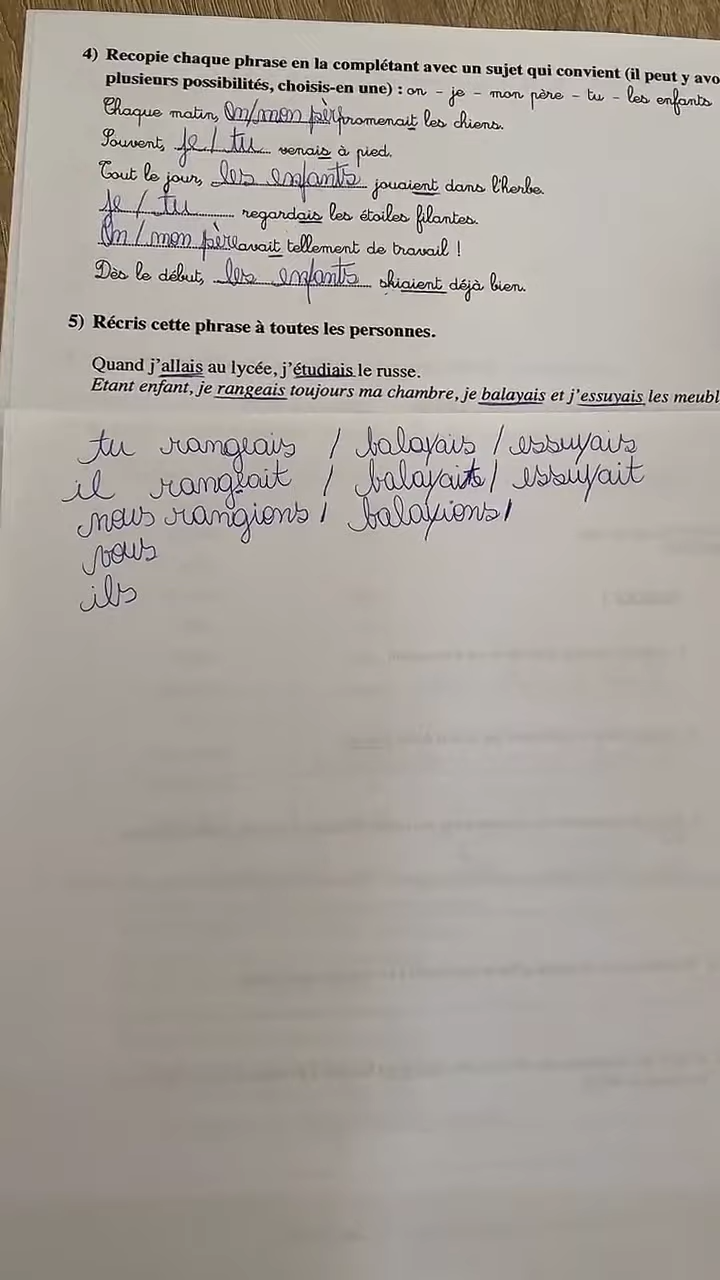 4) Recopie chaque phrase en la complétant avec un sujet qui convient (il peut y avo
plusieurs possibilités, choisis-en une) : on - je - mon père - tu - les enfants
Chaque matin, On/mon père promenait les chiens.
Souvent, je / tu venais à pied.
Tout le jour, les enfants jouaient dans l'herbe.
je / tu regardais les étoiles filantes.
On / mon père avait tellement de travail !
Dès le début, les enfants skiaient déjà bien.
5) Récris cette phrase à toutes les personnes.
Quand j'allais au lycée, j'étudiais le russe.
Etant enfant, je rangeais toujours ma chambre, je balayais et j'essuyais les meubl
tu rangeais / balayais / essuyais
il rangeait / balayait / essuyait
nous rangions / balayions /
vous
ils